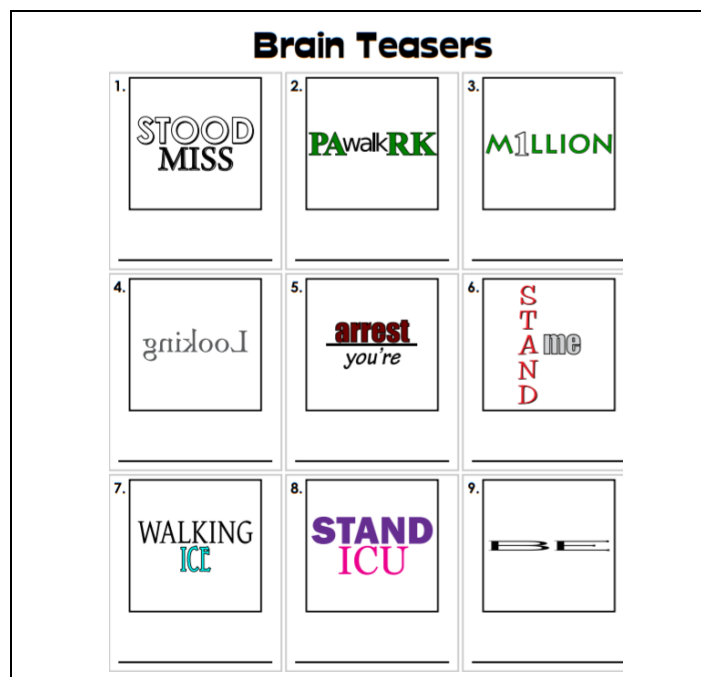 Brain Teasers
1.
STOOD
MISS
2.
PAwalkRK
3.
M1LLION
4.
Looking
5.
arrest
you're
6.
S
T
A
N
D
me
7.
WALKING
ICE
8.
STAND
ICU
9.
BE